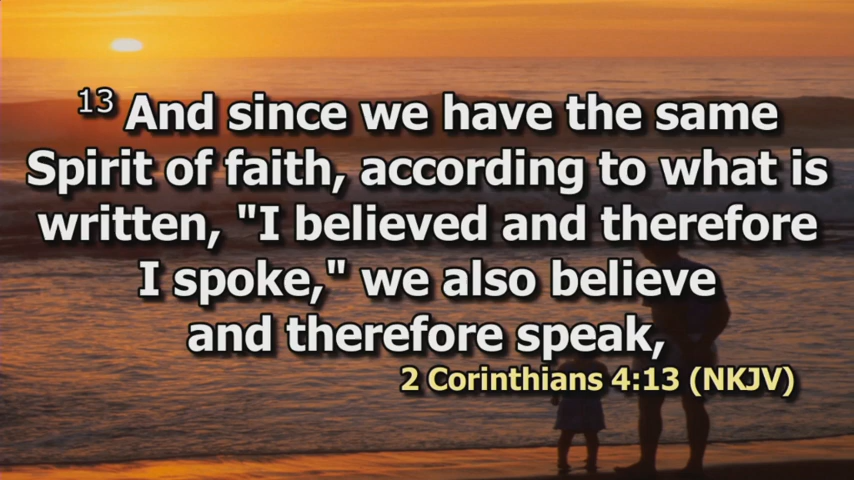 13 And since we have the same
Spirit of faith, according to what is
written, "I believed and therefore
I spoke," we also believe
and therefore speak,
2 Corinthians 4:13 (NKJV)